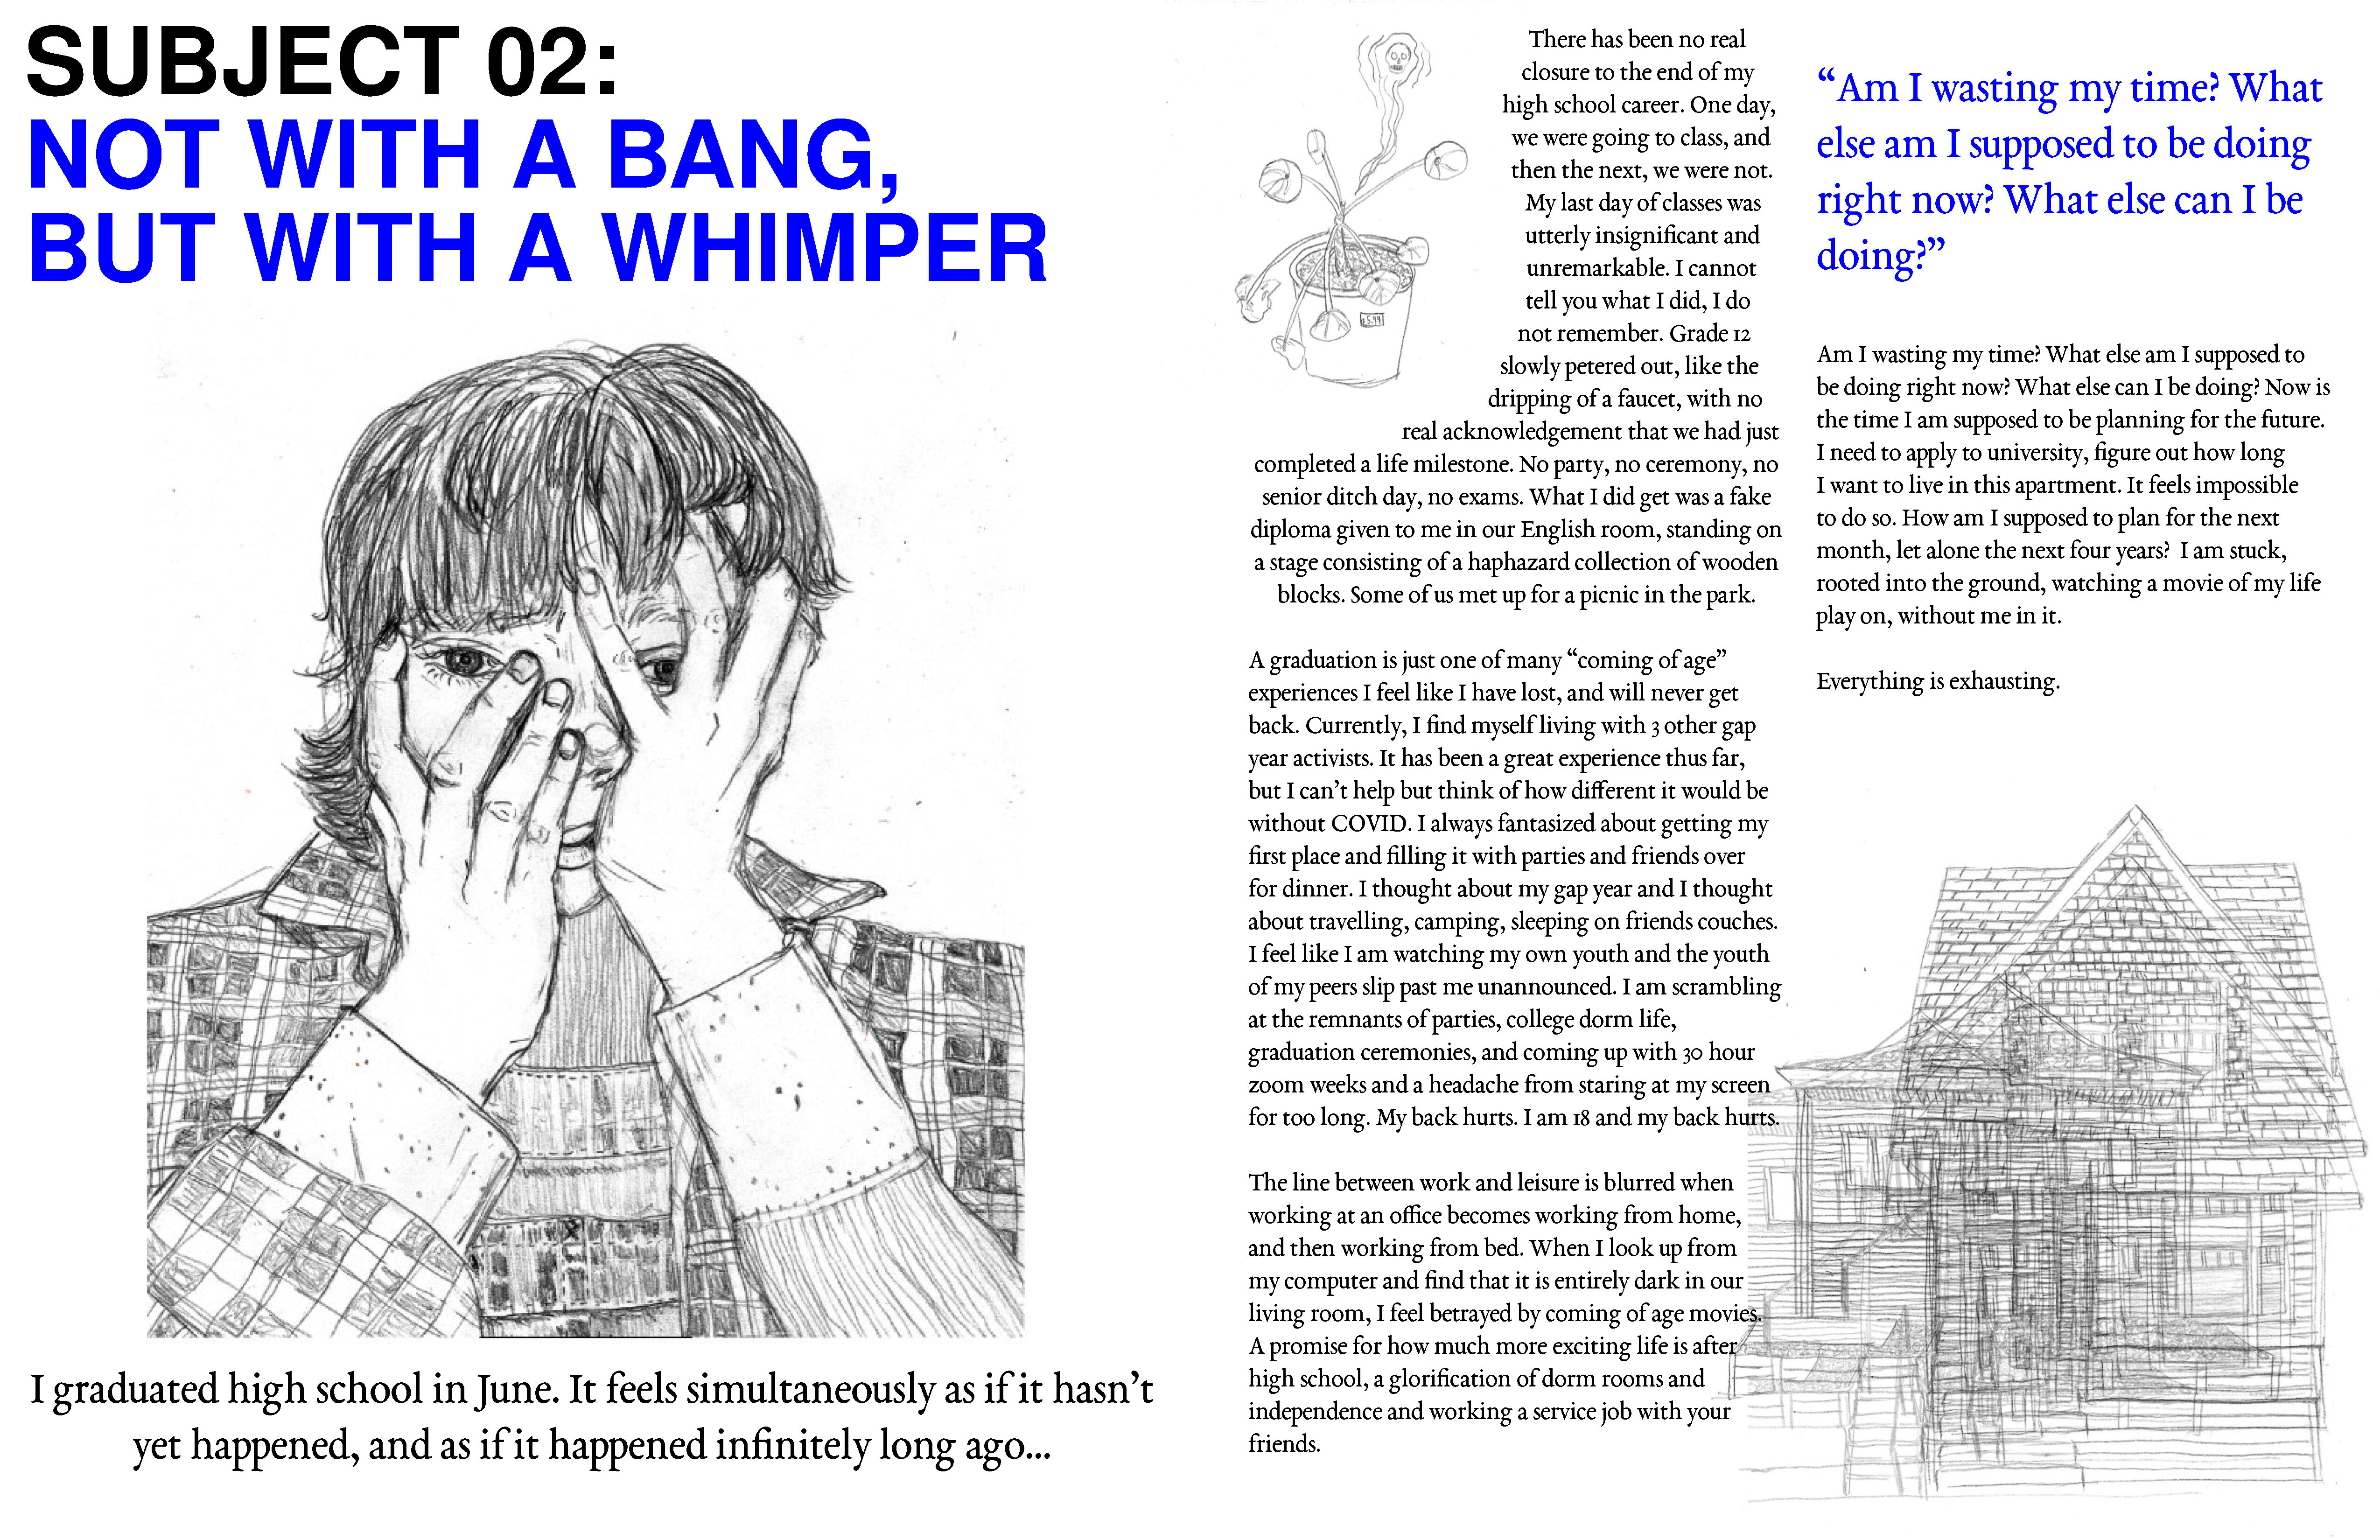 SUBJECT 02:
NOT WITH A BANG,
BUT WITH A WHIMPER
I graduated high school in June. It feels simultaneously as if it hasn’t
yet happened, and as if it happened infinitely long ago...
$5.99
There has been no real
closure to the end of my
high school career. One day,
we were going to class, and
then the next, we were not.
My last day of classes was
utterly insignificant and
unremarkable. I cannot
tell you what I did, I do
not remember. Grade 12
slowly petered out, like the
dripping of a faucet, with no
real acknowledgement that we had just
completed a life milestone. No party, no ceremony, no
senior ditch day, no exams. What I did get was a fake
diploma given to me in our English room, standing on
a stage consisting of a haphazard collection of wooden
blocks. Some of us met up for a picnic in the park.
A graduation is just one of many “coming of age”
experiences I feel like I have lost, and will never get
back. Currently, I find myself living with 3 other gap
year activists. It has been a great experience thus far,
but I can’t help but think of how different it would be
without COVID. I always fantasized about getting my
first place and filling it with parties and friends over
for dinner. I thought about my gap year and I thought
about travelling, camping, sleeping on friends couches.
I feel like I am watching my own youth and the youth
of my peers slip past me unannounced. I am scrambling
at the remnants of parties, college dorm life,
graduation ceremonies, and coming up with 30 hour
zoom weeks and a headache from staring at my screen
for too long. My back hurts. I am 18 and my back hurts.
The line between work and leisure is blurred when
working at an office becomes working from home,
and then working from bed. When I look up from
my computer and find that it is entirely dark in our
living room, I feel betrayed by coming of age movies.
A promise for how much more exciting life is after
high school, a glorification of dorm rooms and
independence and working a service job with your
friends.
“Am I wasting my time? What
else am I supposed to be doing
right now? What else can I be
doing?”
Am I wasting my time? What else am I supposed to
be doing right now? What else can I be doing? Now is
the time I am supposed to be planning for the future.
I need to apply to university, figure out how long
I want to live in this apartment. It feels impossible
to do so. How am I supposed to plan for the next
month, let alone the next four years? I am stuck,
rooted into the ground, watching a movie of my life
play on, without me in it.
Everything is exhausting.